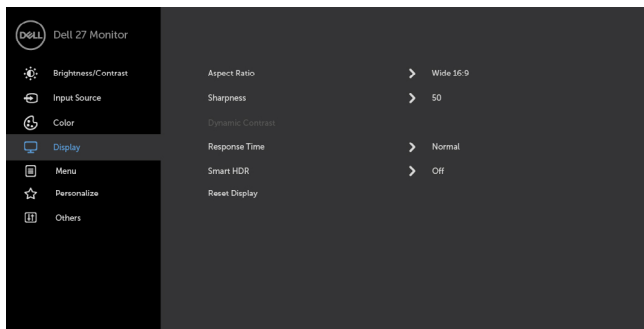 DELL Dell 27 Monitor
Brightness/Contrast
Input Source
Color
Display
Menu
Personalize
Others
Aspect Ratio Wide 16:9
Sharpness 50
Dynamic Contrast
Response Time Normal
Smart HDR Off
Reset Display